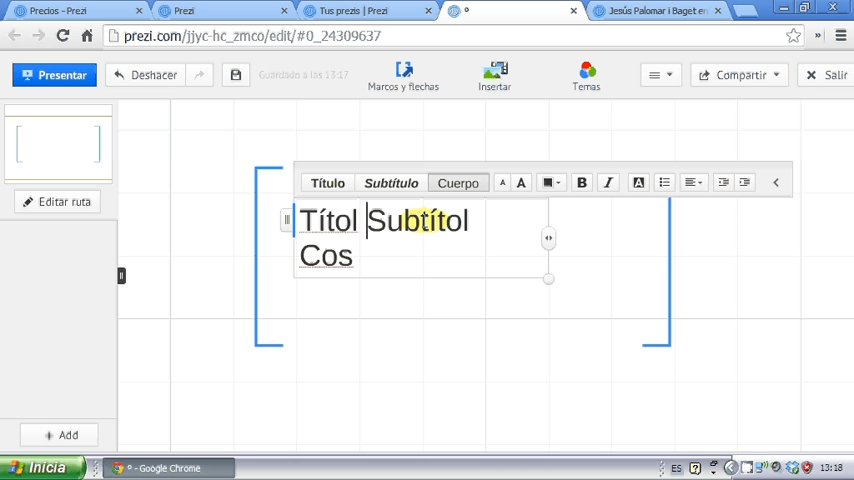 Precios - Prezi
Prezi
Tus prezis | Prezi
º
Jesús Palomar i Baget en
prezi.com/jjyc-hc_zmco/edit/#0_24309637
Presentar
Deshacer
Guardado a las 13:17
Marcos y flechas
Insertar
Temas
Compartir
Salir
Título
Subtítulo
Cuerpo
A
A
B
I
A
Títol Subtítol
Cos
Editar ruta
+ Add
Inicio
º - Google Chrome
ES
13:18